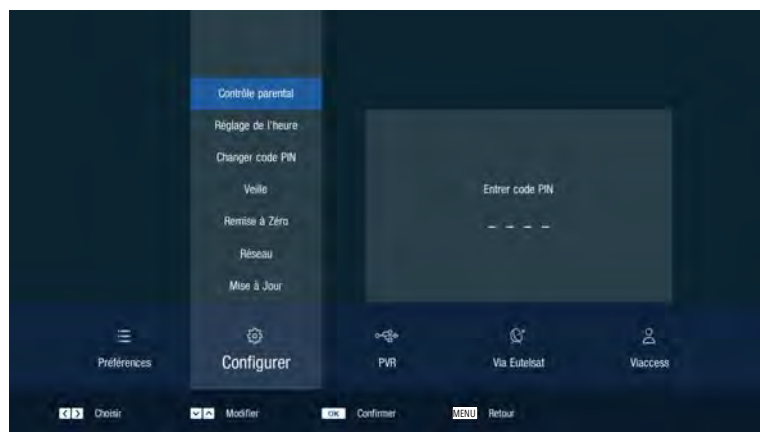 Contrôle parental
Réglage de l'heure
Changer code PIN
Veille
Remise à Zéro
Réseau
Mise à Jour
Entrer code PIN
_ _ _ _
Préférences
Configurer
PVR
Via Eutelsat
Viaccess
Choisir
Modifier
OK Confirmer
MENU Retour